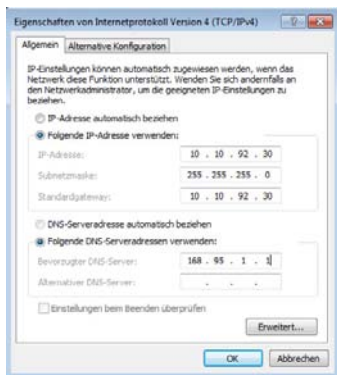 Eigenschaften von Internetprotokoll Version 4 (TCP/IPv4)
Allgemein Alternative Konfiguration
IP-Einstellungen können automatisch zugewiesen werden, wenn das
Netzwerk diese Funktion unterstützt. Wenden Sie sich andernfalls an
den Netzwerkadministrator, um die geeigneten IP-Einstellungen zu
beziehen.
IP-Adresse automatisch beziehen
Folgende IP-Adresse verwenden:
IP-Adresse: 10 . 10 . 92 . 30
Subnetzmaske: 255 . 255 . 255 . 0
Standardgateway: 10 . 10 . 92 . 30
DNS-Serveradresse automatisch beziehen
Folgende DNS-Serveradressen verwenden:
Bevorzugter DNS-Server: 168 . 95 . 1 . 1
Alternativer DNS-Server: . . .
Einstellungen beim Beenden überprüfen
Erweitert...
OK Abbrechen